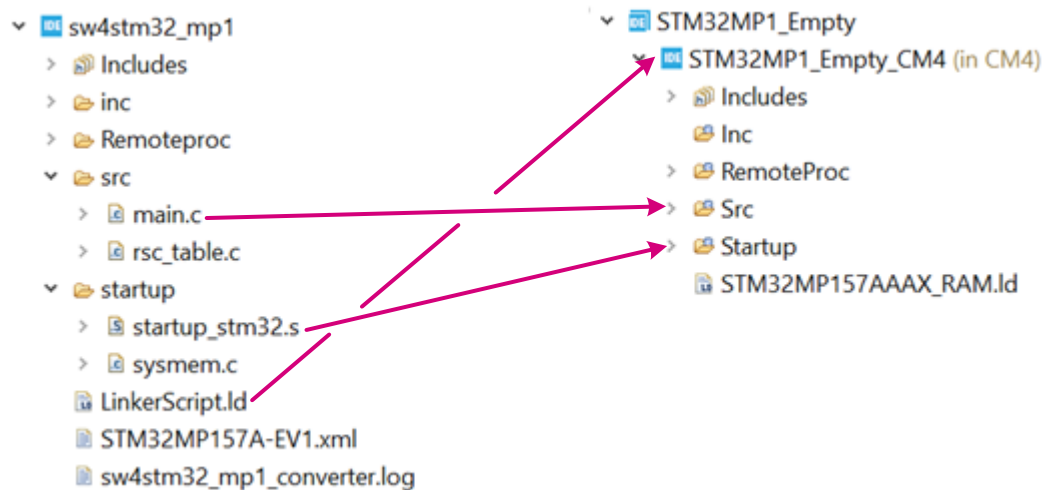 sw4stm32_mp1
Includes
inc
Remoteproc
src
main.c
rsc_table.c
startup
startup_stm32.s
sysmem.c
LinkerScript.ld
STM32MP157A-EV1.xml
sw4stm32_mp1_converter.log
STM32MP1_Empty
STM32MP1_Empty_CM4 (in CM4)
Includes
Inc
RemoteProc
Src
Startup
STM32MP157AAAX_RAM.ld